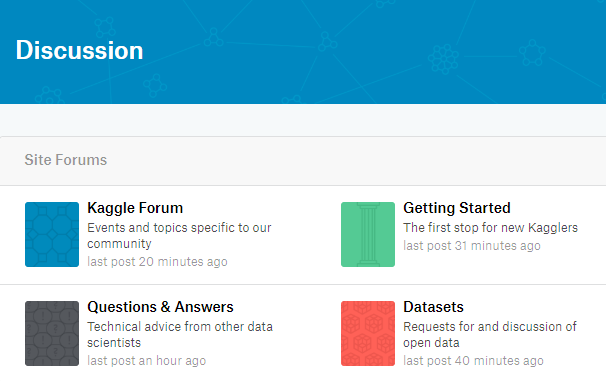 Discussion
Site Forums
Kaggle Forum
Events and topics specific to our
community
last post 20 minutes ago
Getting Started
The first stop for new Kagglers
last post 31 minutes ago
Questions & Answers
Technical advice from other data
scientists
last post an hour ago
Datasets
Requests for and discussion of
open data
last post 40 minutes ago